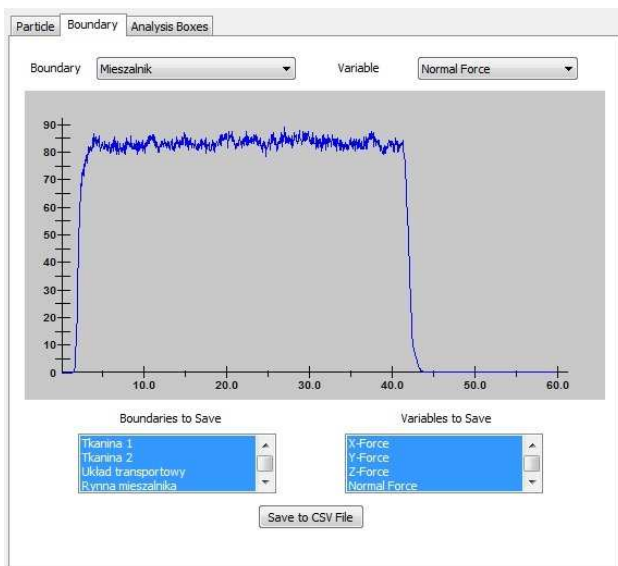 Particle Boundary Analysis Boxes
Boundary Mieszalnik Variable Normal Force
90
80
70
60
50
40
30
20
10
0
10.0 20.0 30.0 40.0 50.0 60.0
Boundaries to Save Variables to Save
Tkanina 1 X-Force
Tkanina 2 Y-Force
Układ transportowy Z-Force
Rynna mieszalnika Normal Force
Save to CSV File